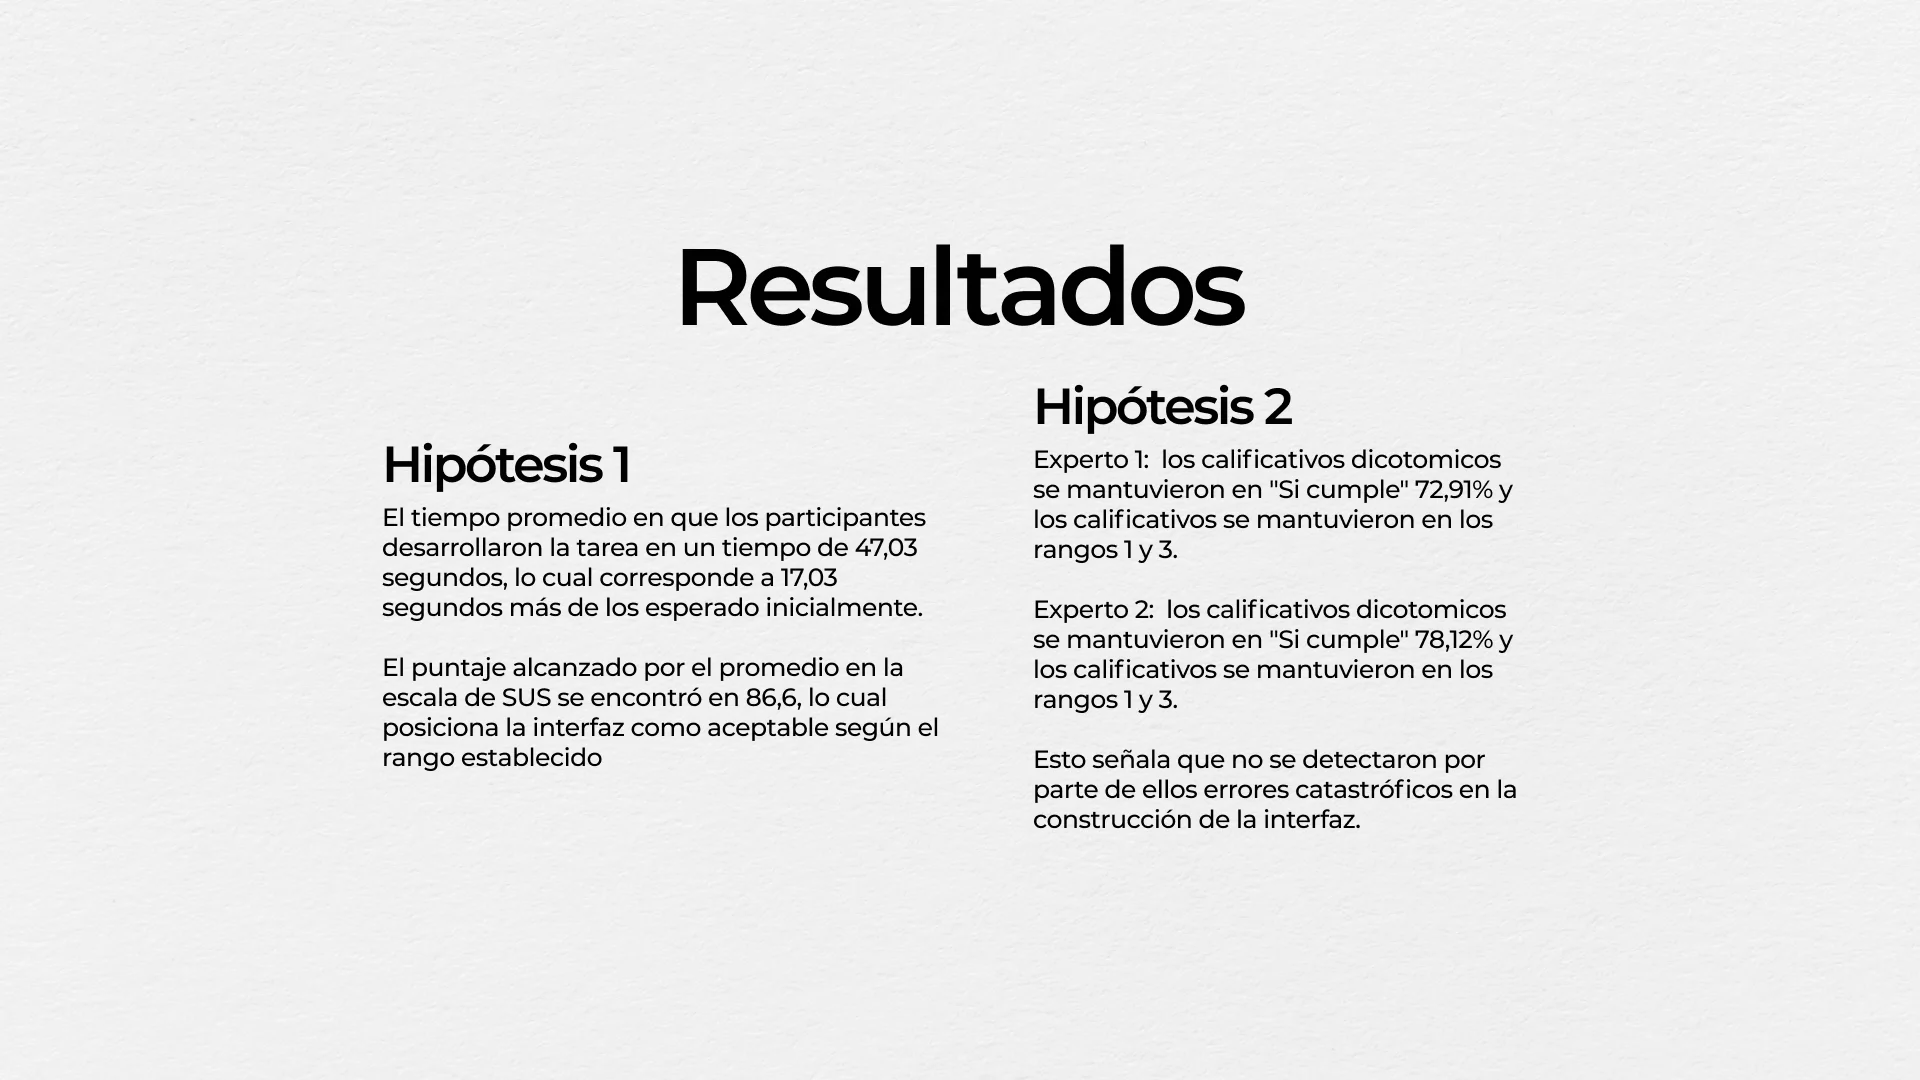 Resultados
Hipótesis 1
El tiempo promedio en que los participantes
desarrollaron la tarea en un tiempo de 47,03
segundos, lo cual corresponde a 17,03
segundos más de los esperado inicialmente.
El puntaje alcanzado por el promedio en la
escala de SUS se encontró en 86,6, lo cual
posiciona la interfaz como aceptable según el
rango establecido
Hipótesis 2
Experto 1:  los calificativos dicotomicos
se mantuvieron en "Si cumple" 72,91% y
los calificativos se mantuvieron en los
rangos 1 y 3.
Experto 2:  los calificativos dicotomicos
se mantuvieron en "Si cumple" 78,12% y
los calificativos se mantuvieron en los
rangos 1 y 3.
Esto señala que no se detectaron por
parte de ellos errores catastróficos en la
construcción de la interfaz.